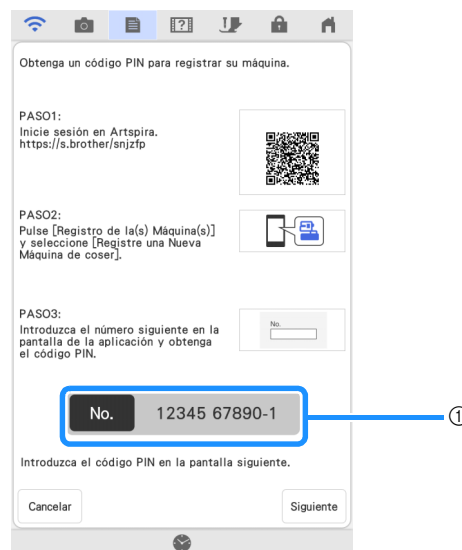 Obtenga un código PIN para registrar su máquina.
PASO1:
Inicie sesión en Artspira.
https://s.brother/snjzfp
PASO2:
Pulse [Registro de la(s) Máquina(s)]
y seleccione [Registre una Nueva
Máquina de coser].
PASO3:
Introduzca el número siguiente en la
pantalla de la aplicación y obtenga
el código PIN.
No.
No. 12345 67890-1
①
Introduzca el código PIN en la pantalla siguiente.
Cancelar Siguiente